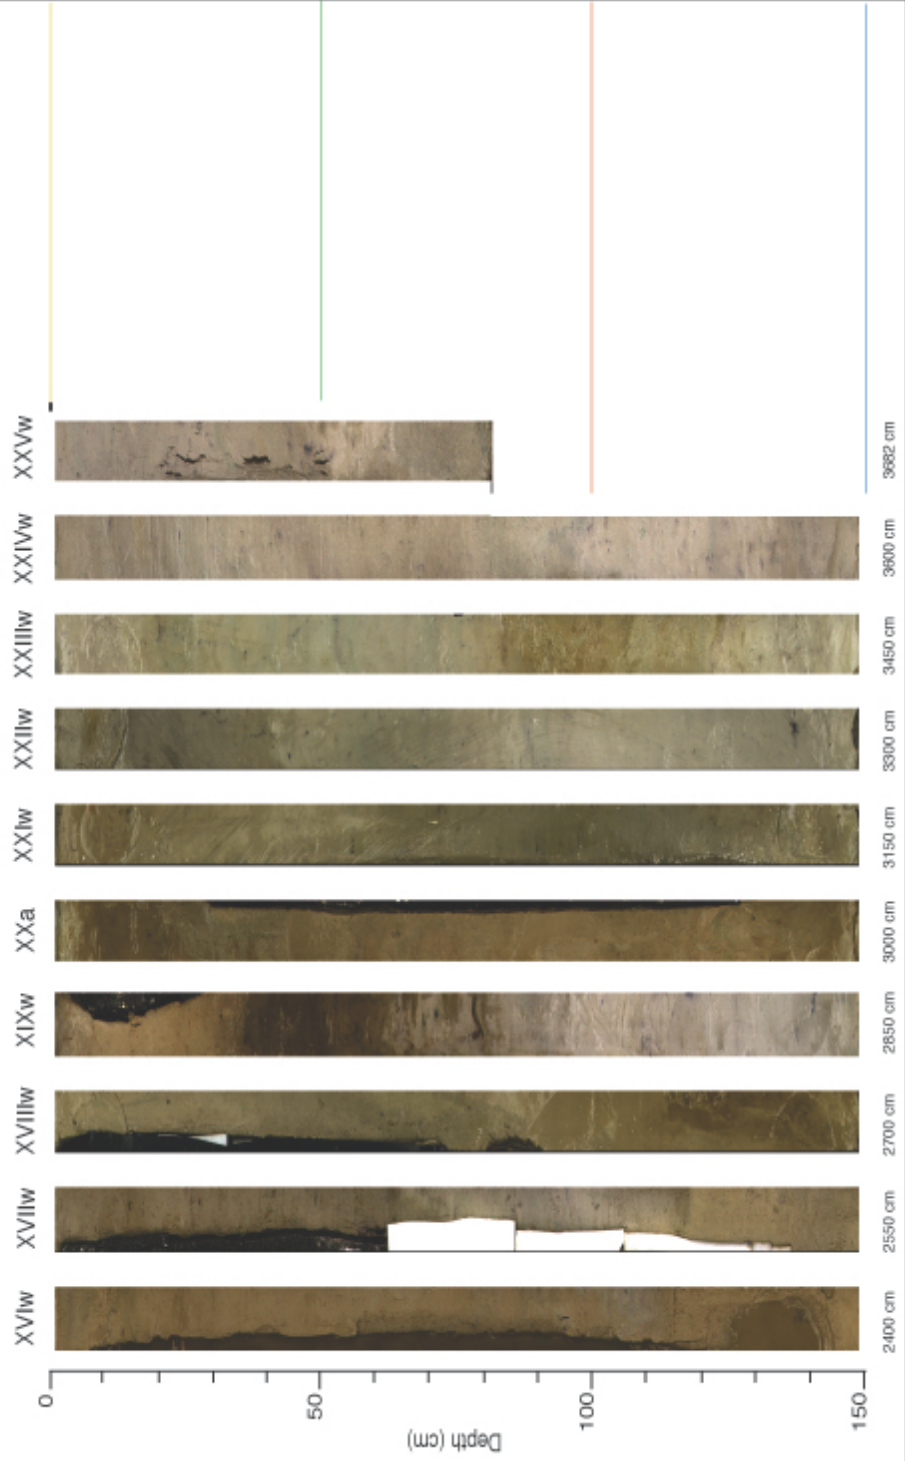 XVIw
XVIIw
XVIIIw
XIXw
XXa
XXIw
XXIIw
XXIIIw
XXIVw
XXVw
0
50
100
150
Depth (cm)
2400 cm
2550 cm
2700 cm
2850 cm
3000 cm
3150 cm
3300 cm
3450 cm
3600 cm
3682 cm